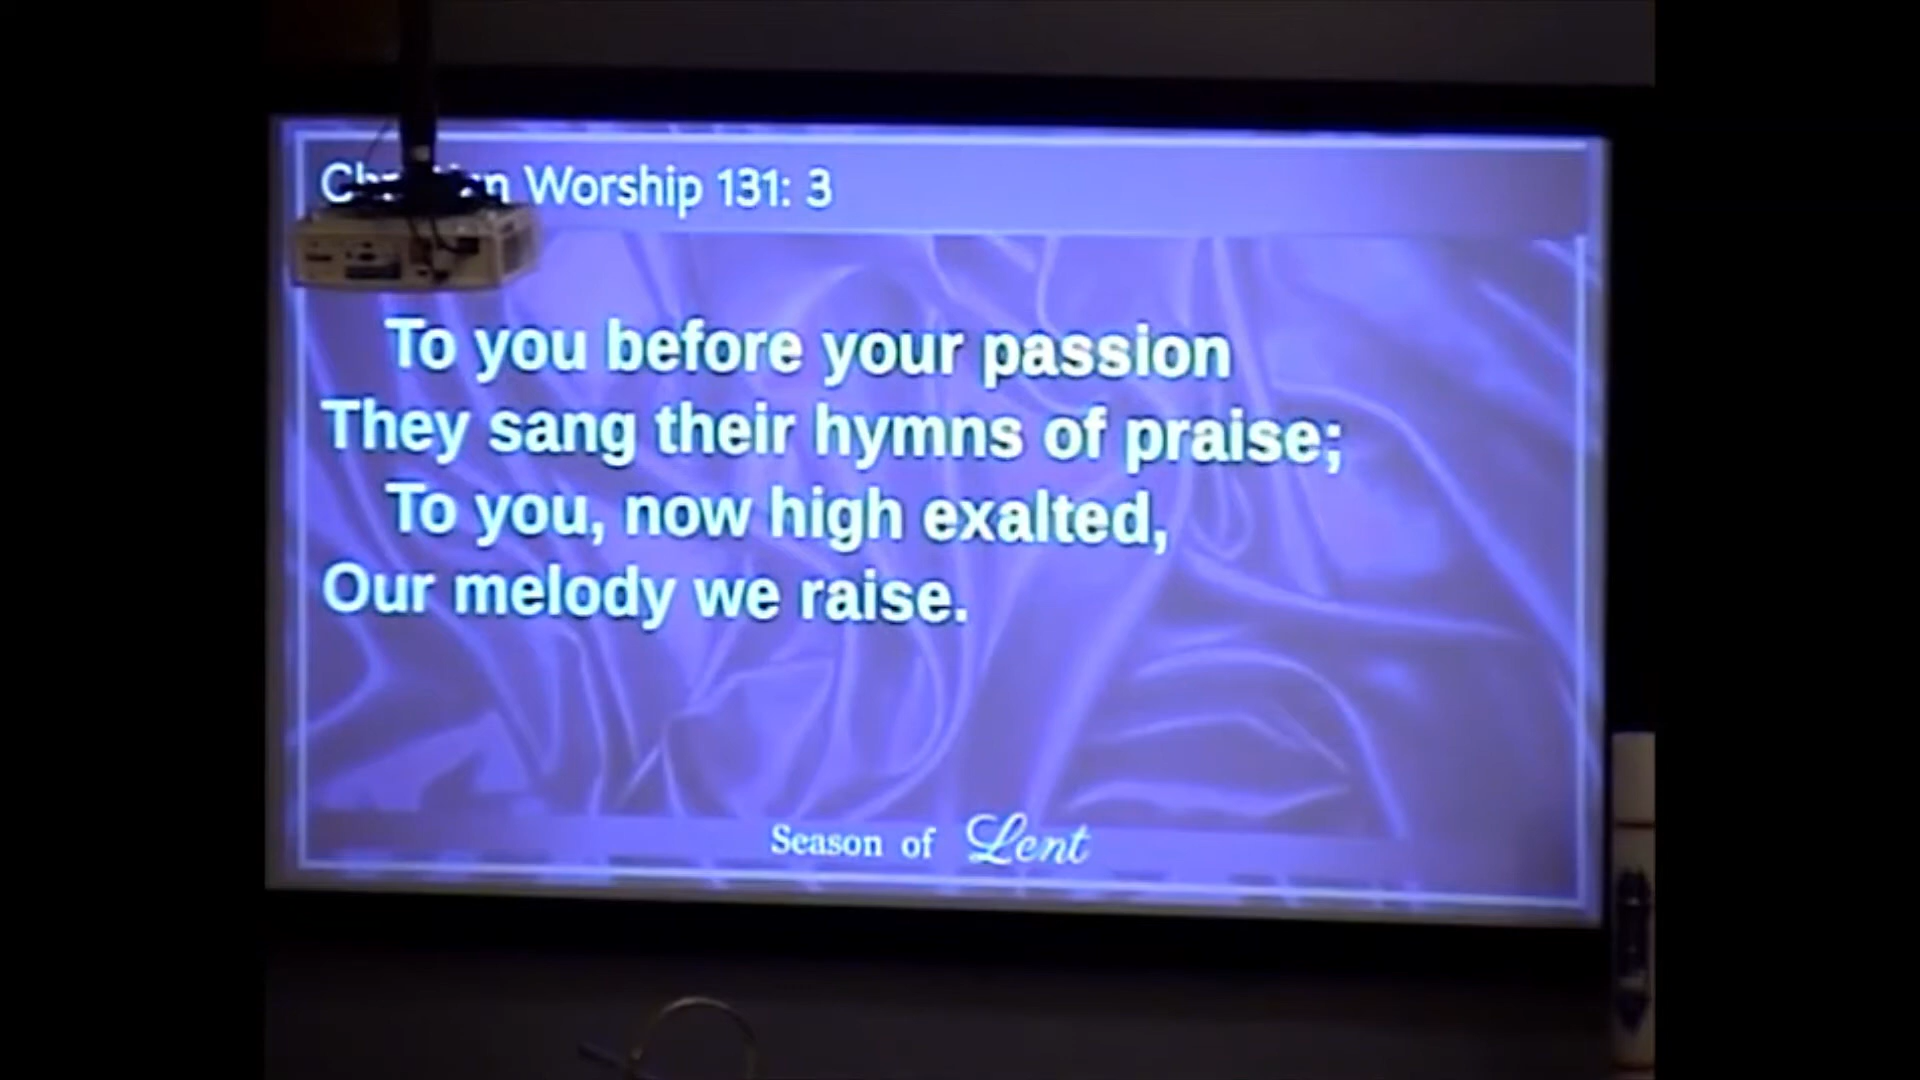 Christian Worship 131: 3
To you before your passion
They sang their hymns of praise;
To you, now high exalted,
Our melody we raise.
Season of Lent